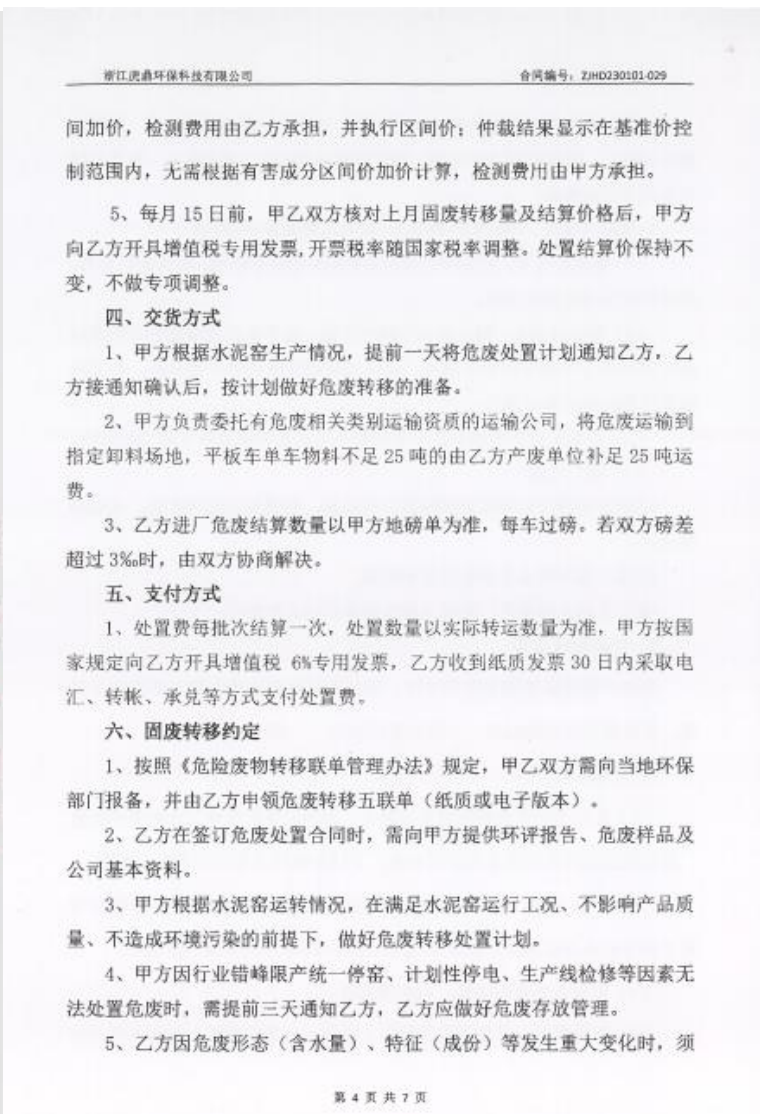 浙江虎鼎环保科技有限公司 合同编号：ZJHD230101-029
间加价，检测费用由乙方承担，并执行区间价；仲裁结果显示在基准价控
制范围内，无需根据有害成分区间价加价计算，检测费用由甲方承担。
5、每月 15 日前，甲乙双方核对上月固废转移量及结算价格后，甲方
向乙方开具增值税专用发票,开票税率随国家税率调整。处置结算价保持不
变，不做专项调整。
四、交货方式
1、甲方根据水泥窑生产情况，提前一天将危废处置计划通知乙方，乙
方接通知确认后，按计划做好危废转移的准备。
2、甲方负责委托有危废相关类别运输资质的运输公司，将危废运输到
指定卸料场地，平板车单车物料不足 25 吨的由乙方产废单位补足 25 吨运
费。
3、乙方进厂危废结算数量以甲方地磅单为准，每车过磅。若双方磅差
超过 3‰时，由双方协商解决。
五、支付方式
1、处置费每批次结算一次，处置数量以实际转运数量为准，甲方按国
家规定向乙方开具增值税 6%专用发票，乙方收到纸质发票 30 日内采取电
汇、转帐、承兑等方式支付处置费。
六、固废转移约定
1、按照《危险废物转移联单管理办法》规定，甲乙双方需向当地环保
部门报备，并由乙方申领危废转移五联单（纸质或电子版本）。
2、乙方在签订危废处置合同时，需向甲方提供环评报告、危废样品及
公司基本资料。
3、甲方根据水泥窑运转情况，在满足水泥窑运行工况、不影响产品质
量、不造成环境污染的前提下，做好危废转移处置计划。
4、甲方因行业错峰限产统一停窑、计划性停电、生产线检修等因素无
法处置危废时，需提前三天通知乙方，乙方应做好危废存放管理。
5、乙方因危废形态（含水量）、特征（成份）等发生重大变化时，须
第 4 页 共 7 页